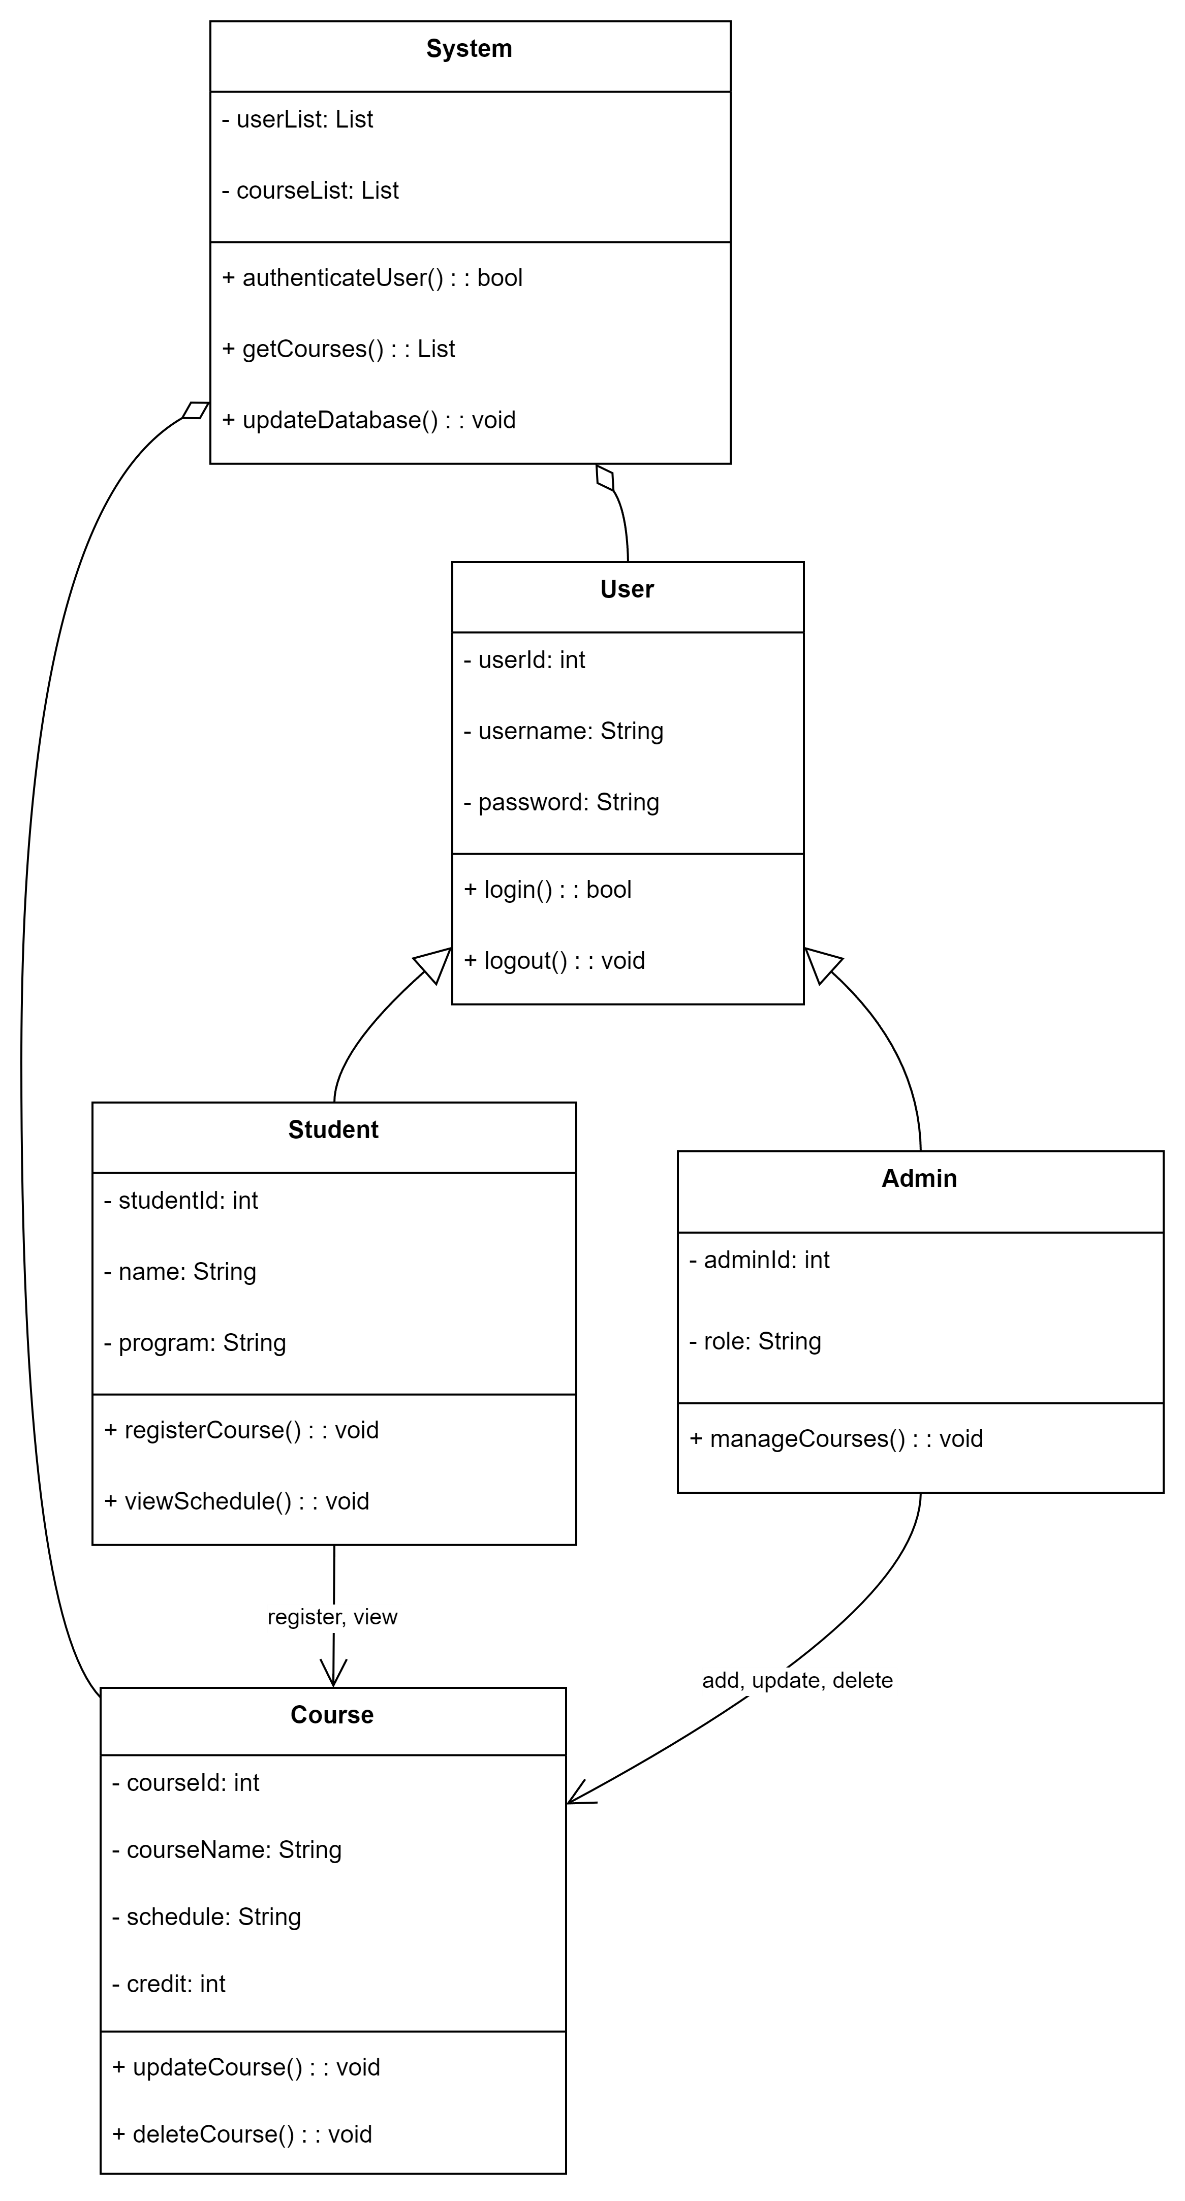 System
- userList: List
- courseList: List
+ authenticateUser() : : bool
+ getCourses() : : List
+ updateDatabase() : : void
User
- userId: int
- username: String
- password: String
+ login() : : bool
+ logout() : : void
Student
- studentId: int
- name: String
- program: String
+ registerCourse() : : void
+ viewSchedule() : : void
Admin
- adminId: int
- role: String
+ manageCourses() : : void
register, view
add, update, delete
Course
- courseId: int
- courseName: String
- schedule: String
- credit: int
+ updateCourse() : : void
+ deleteCourse() : : void